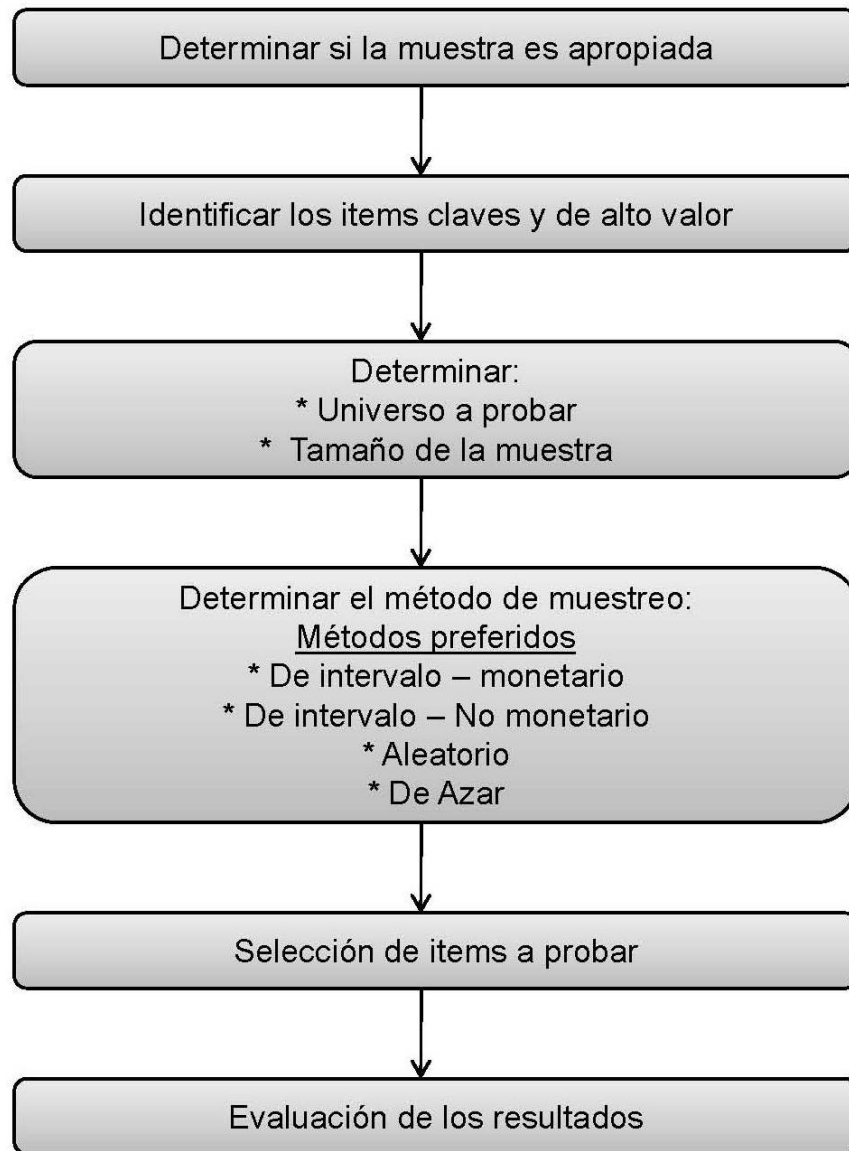 Determinar si la muestra es apropiada
Identificar los items claves y de alto valor
Determinar:
* Universo a probar
* Tamaño de la muestra
Determinar el método de muestreo:
Métodos preferidos
* De intervalo – monetario
* De intervalo – No monetario
* Aleatorio
* De Azar
Selección de items a probar
Evaluación de los resultados